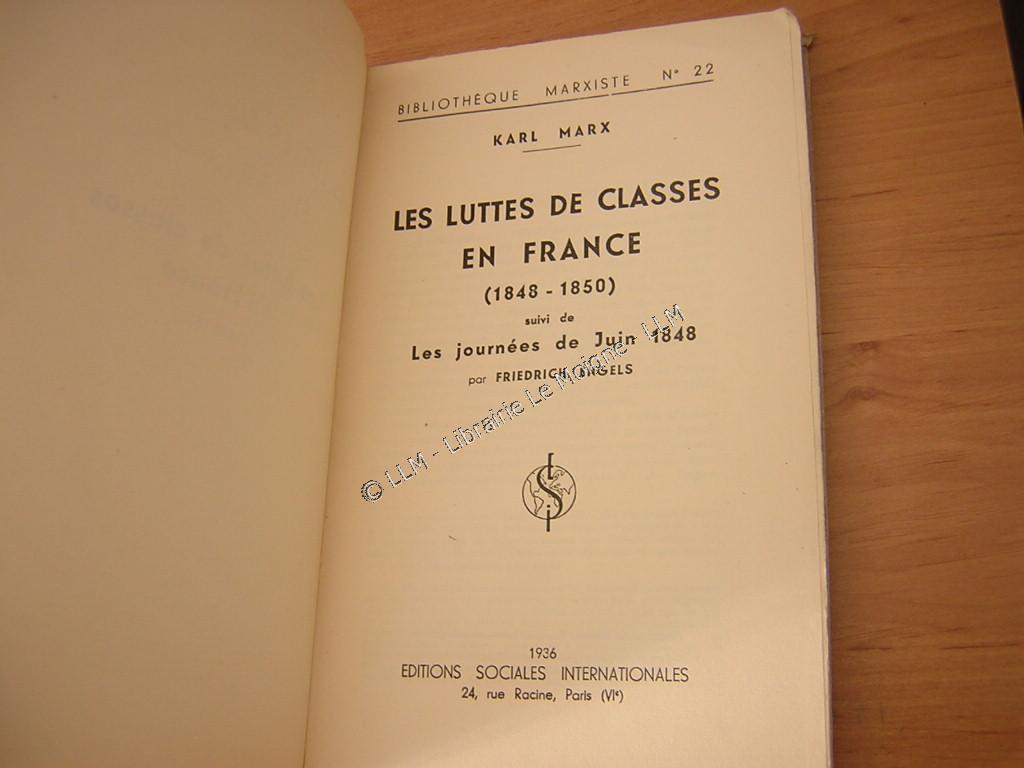 BIBLIOTHÈQUE MARXISTE N° 22
KARL MARX
LES LUTTES DE CLASSES
EN FRANCE
(1848 - 1850)
suivi de
Les journées de Juin 1848
par FRIEDRICH ENGELS
© LLM - Librairie Le Moigne - LLM
1936
EDITIONS SOCIALES INTERNATIONALES
24, rue Racine, Paris (VIᵉ)